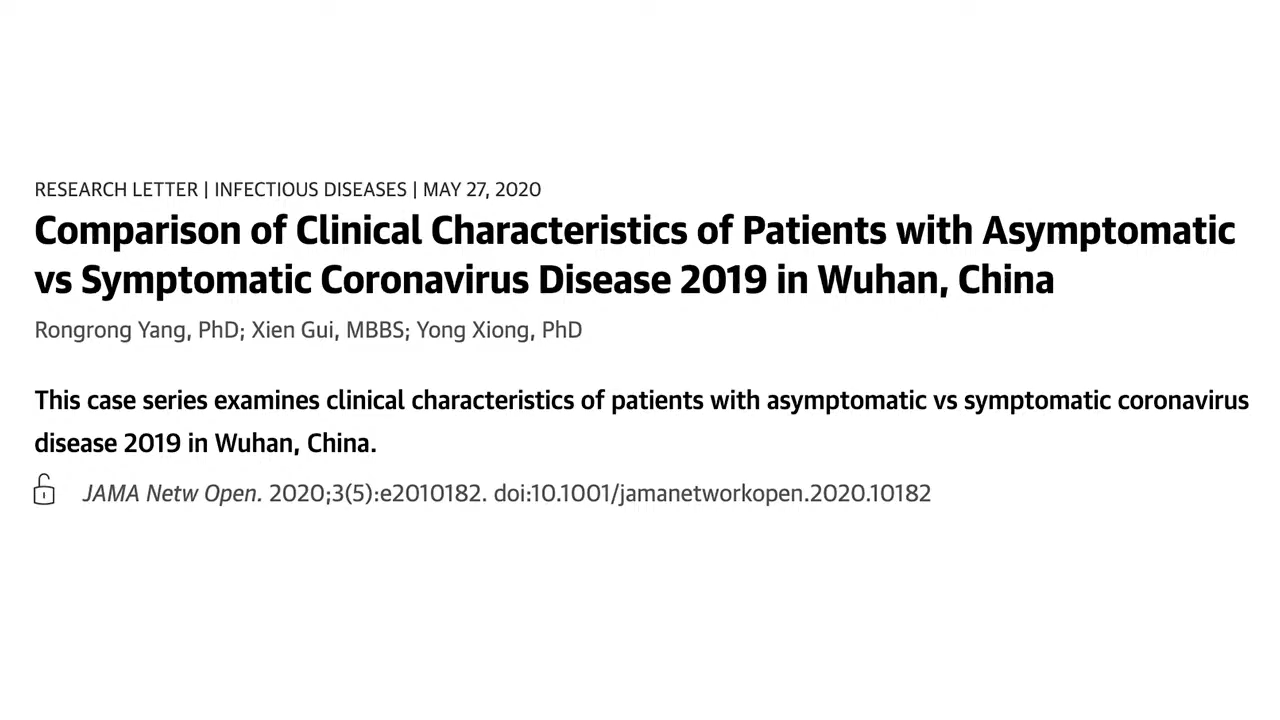 RESEARCH LETTER | INFECTIOUS DISEASES | MAY 27, 2020
Comparison of Clinical Characteristics of Patients with Asymptomatic
vs Symptomatic Coronavirus Disease 2019 in Wuhan, China
Rongrong Yang, PhD; Xien Gui, MBBS; Yong Xiong, PhD
This case series examines clinical characteristics of patients with asymptomatic vs symptomatic coronavirus
disease 2019 in Wuhan, China.
JAMA Netw Open. 2020;3(5):e2010182. doi:10.1001/jamanetworkopen.2020.10182